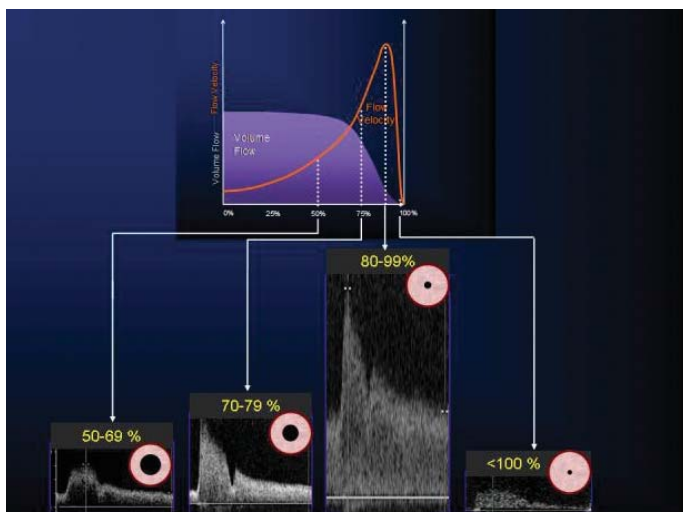 Flow Velocity
Volume Flow
Volume
Flow
Flow
Velocity
0%
25%
50%
75%
100%
80-99%
70-79 %
50-69 %
<100 %